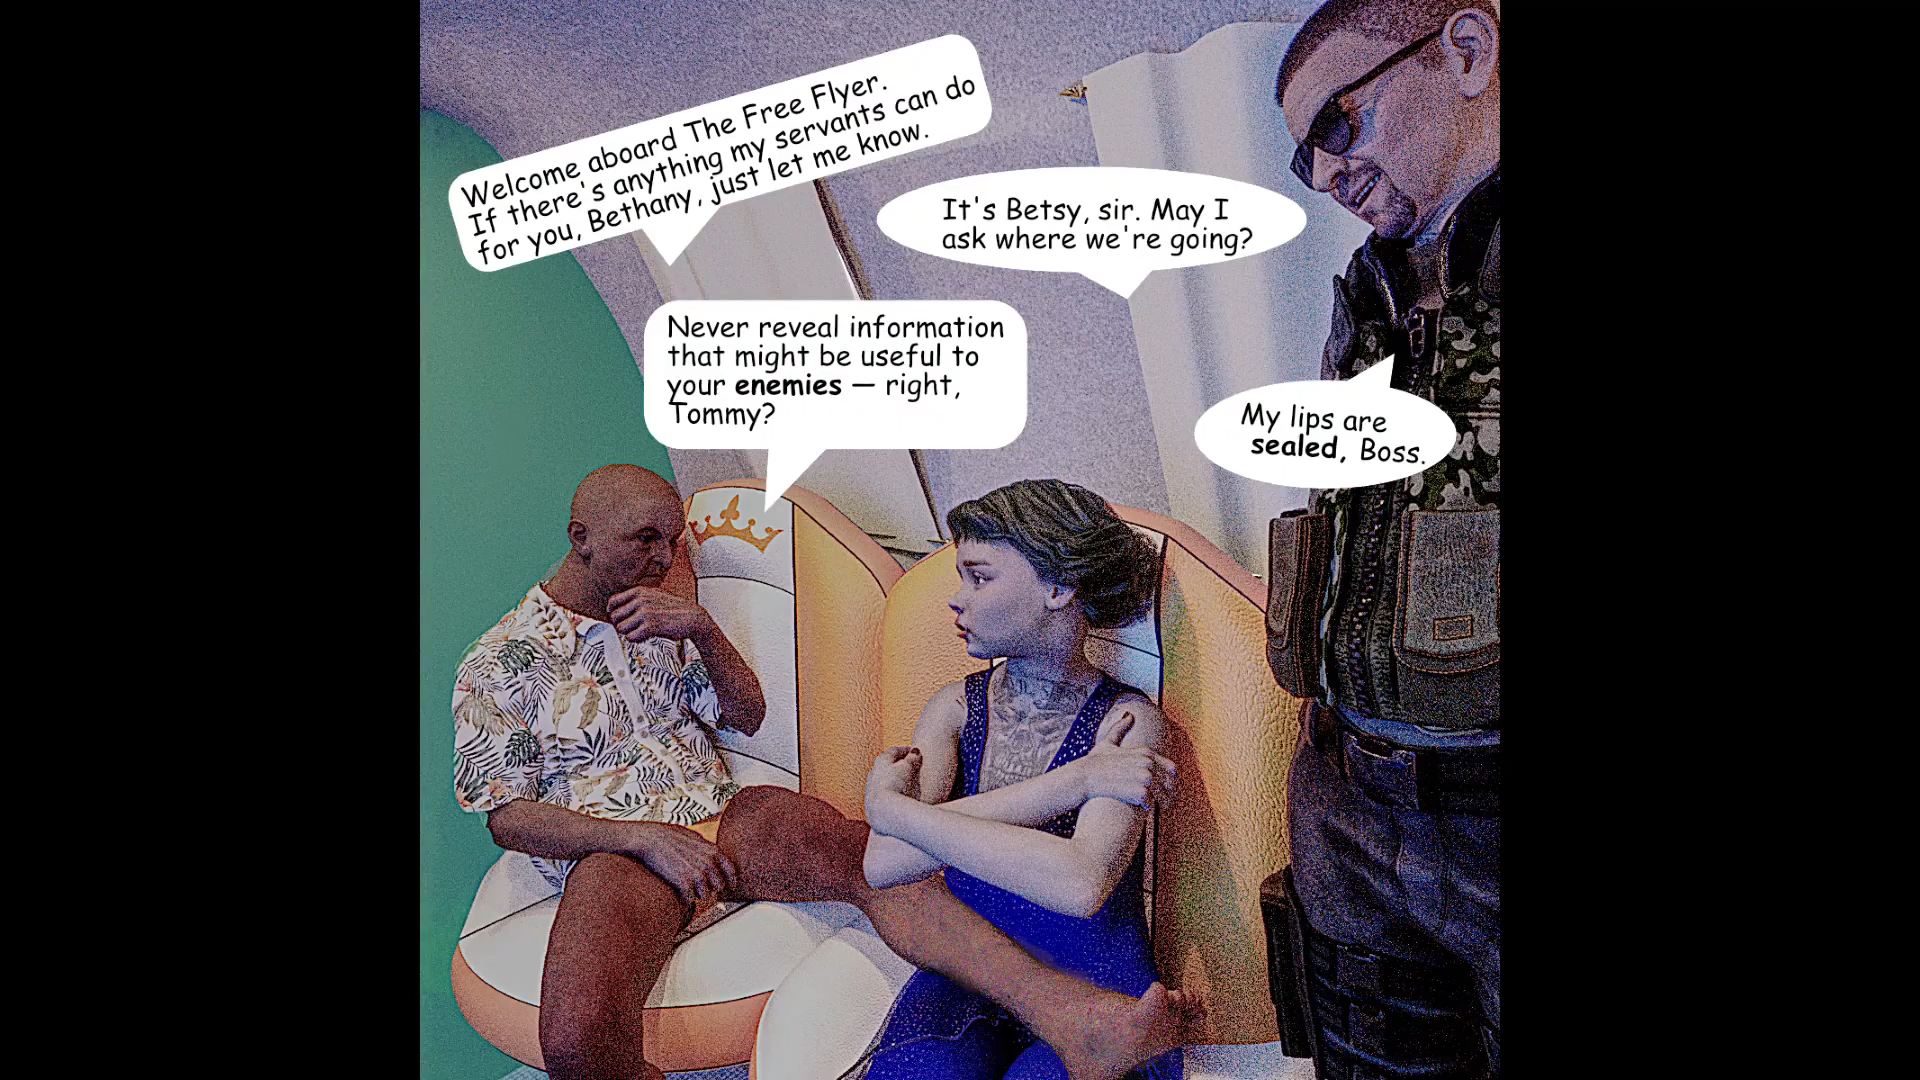 Welcome aboard The Free Flyer.
If there's anything my servants can do
for you, Bethany, just let me know.
It's Betsy, sir. May I
ask where we're going?
Never reveal information
that might be useful to
your enemies — right,
Tommy?
My lips are
sealed, Boss.